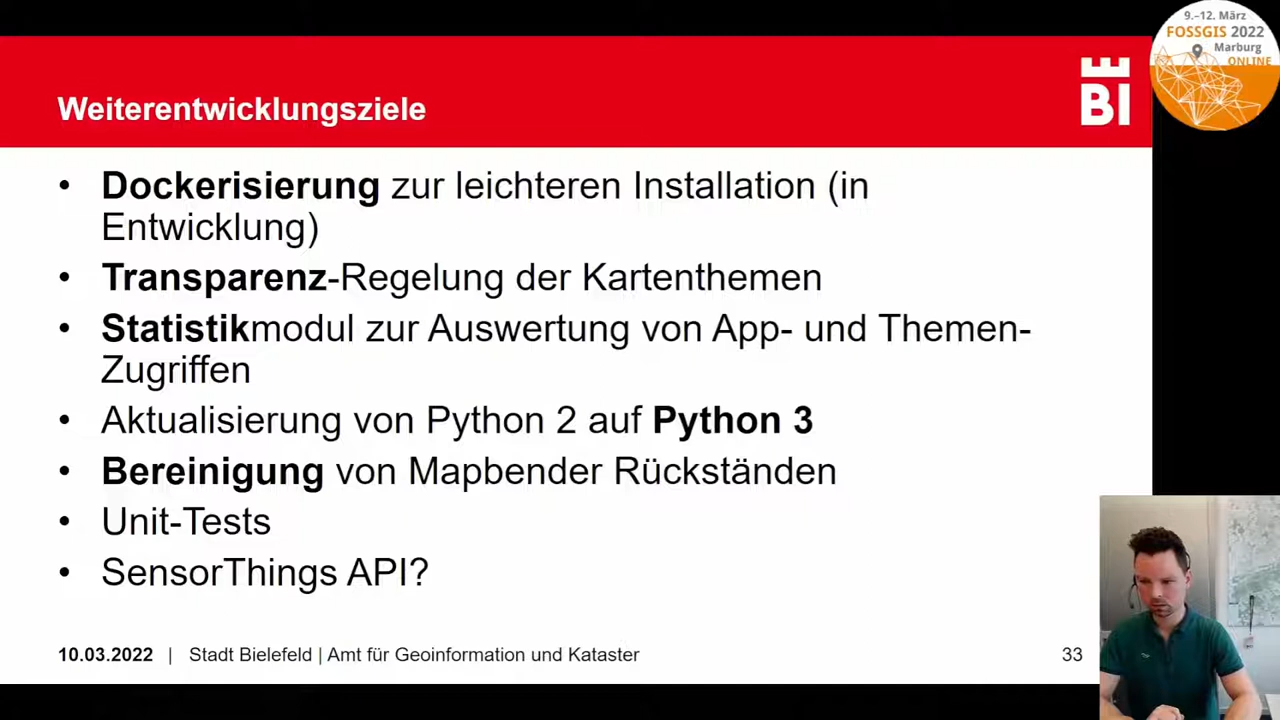 9.–12. März
FOSSGIS 2022
Marburg
ONLINE
Weiterentwicklungsziele
BI
• Dockerisierung zur leichteren Installation (in
Entwicklung)
• Transparenz-Regelung der Kartenthemen
• Statistikmodul zur Auswertung von App- und Themen-
Zugriffen
• Aktualisierung von Python 2 auf Python 3
• Bereinigung von Mapbender Rückständen
• Unit-Tests
• SensorThings API?
10.03.2022 | Stadt Bielefeld | Amt für Geoinformation und Kataster
33